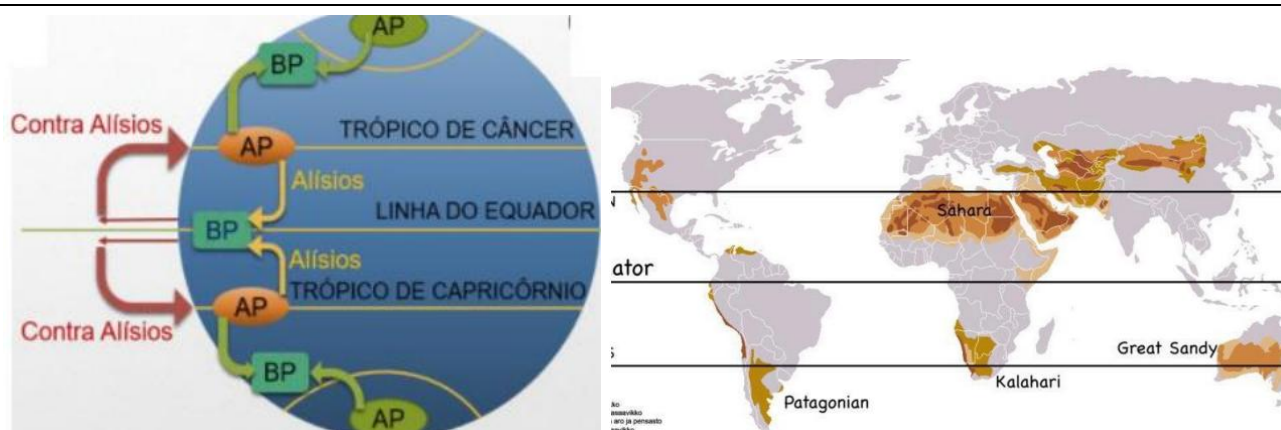 AP
BP
Contra Alísios
AP
TRÓPICO DE CÂNCER
Alísios
BP
LINHA DO EQUADOR
Alísios
AP
TRÓPICO DE CAPRICÓRNIO
Contra Alísios
BP
AP
Sahara
ator
Great Sandy
Kalahari
Patagonian